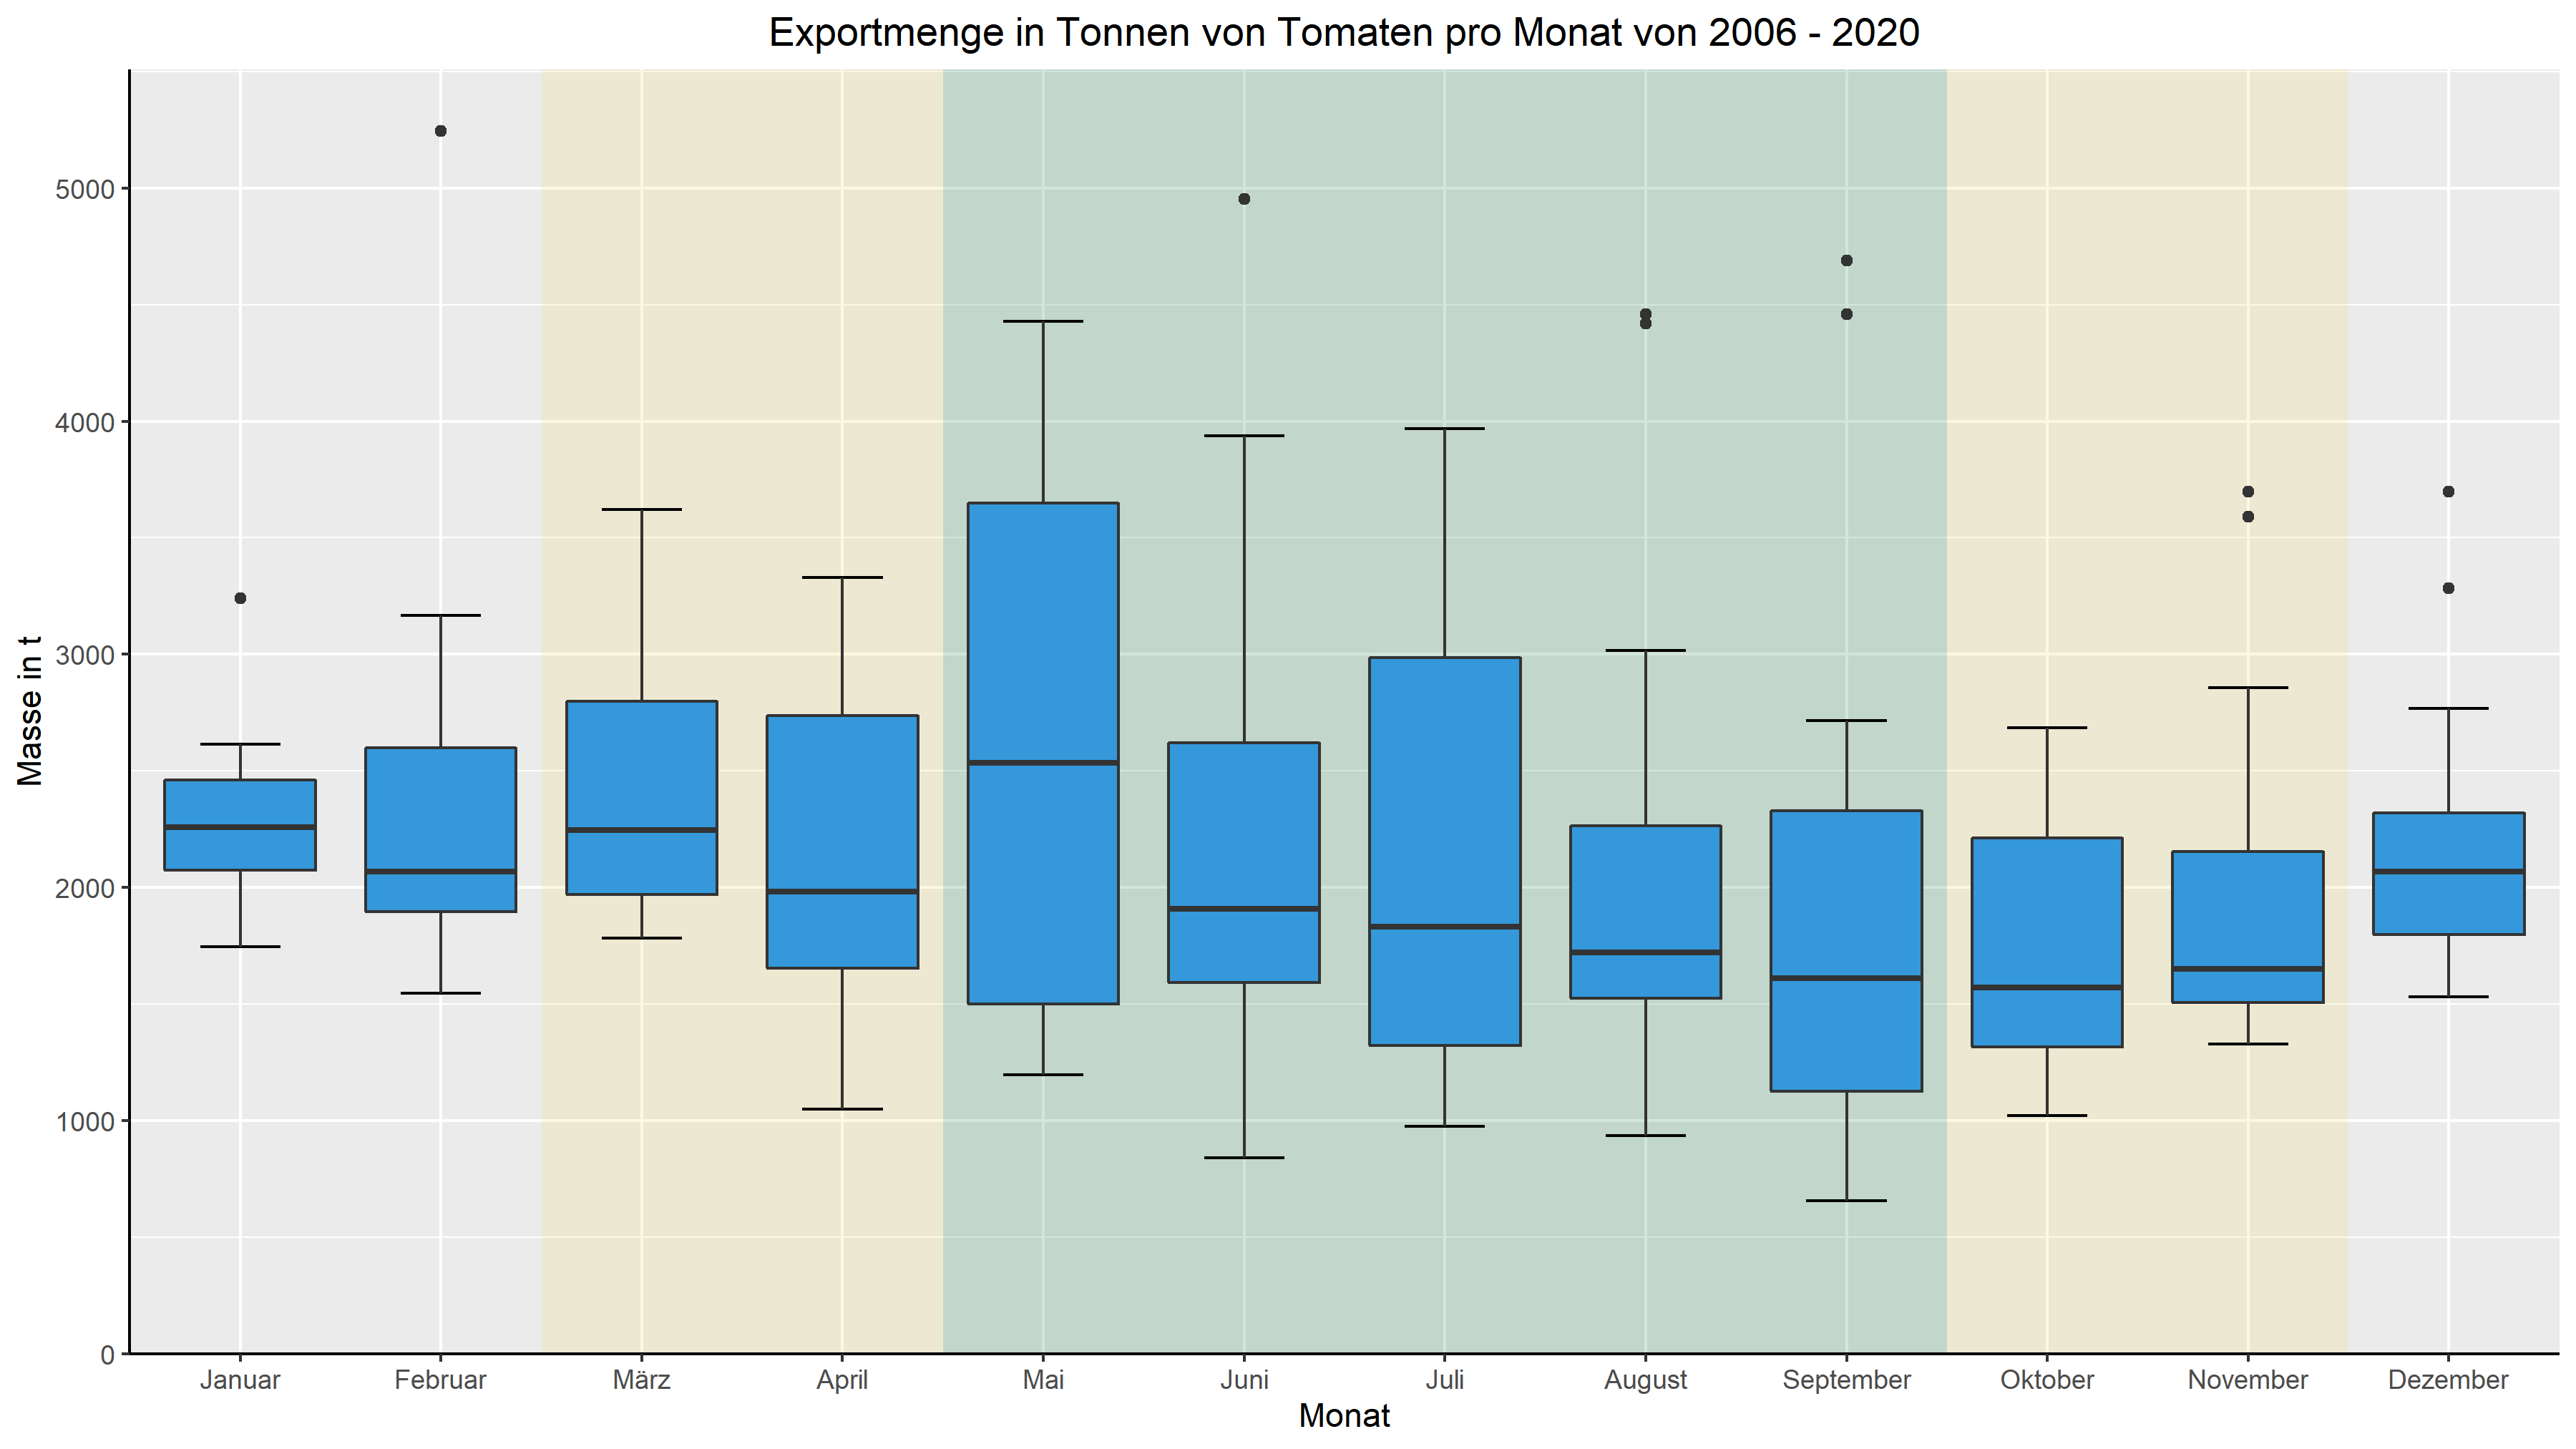 Exportmenge in Tonnen von Tomaten pro Monat von 2006 - 2020
Masse in t
5000
4000
3000
2000
1000
0
Januar Februar März April Mai Juni Juli August September Oktober November Dezember
Monat